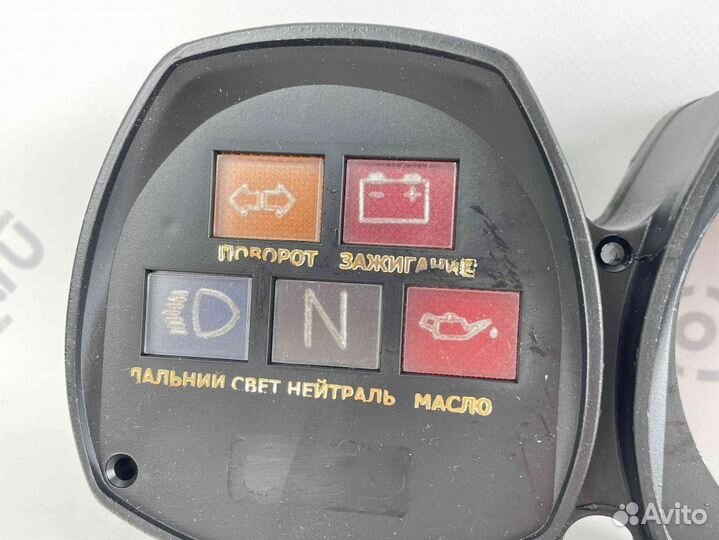 ПОВОРОТ ЗАЖИГАНИЕ
N
ДАЛЬНИЙ СВЕТ НЕЙТРАЛЬ МАСЛО
Avito